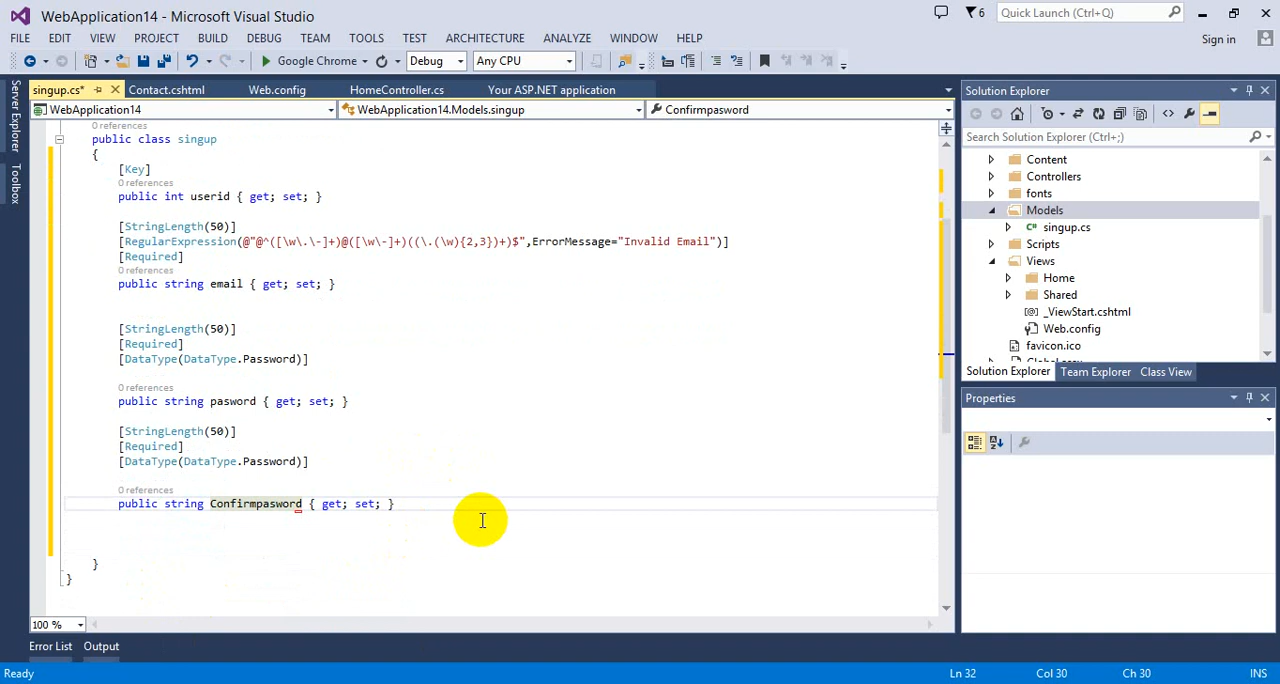 WebApplication14 - Microsoft Visual Studio
6
Quick Launch (Ctrl+Q)
FILE EDIT VIEW PROJECT BUILD DEBUG TEAM TOOLS TEST ARCHITECTURE ANALYZE WINDOW HELP
Sign in
Google Chrome Debug Any CPU
Server Explorer
Toolbox
singup.cs* Contact.cshtml Web.config HomeController.cs Your ASP.NET application
WebApplication14 WebApplication14.Models.singup Confirmpasword
0 references
public class singup
{
[Key]
0 references
public int userid { get; set; }
[StringLength(50)]
[RegularExpression(@"@^([\w\.\-]+)@([\w\-]+)((\.(\w){2,3})+)$",ErrorMessage="Invalid Email")]
[Required]
0 references
public string email { get; set; }
[StringLength(50)]
[Required]
[DataType(DataType.Password)]
0 references
public string pasword { get; set; }
[StringLength(50)]
[Required]
[DataType(DataType.Password)]
0 references
public string Confirmpasword { get; set; }
}
}
100 %
Error List Output
Ready
Ln 32 Col 30 Ch 30 INS
Solution Explorer
Search Solution Explorer (Ctrl+;)
Content
Controllers
fonts
Models
singup.cs
Scripts
Views
Home
Shared
_ViewStart.cshtml
Web.config
favicon.ico
Solution Explorer Team Explorer Class View
Properties